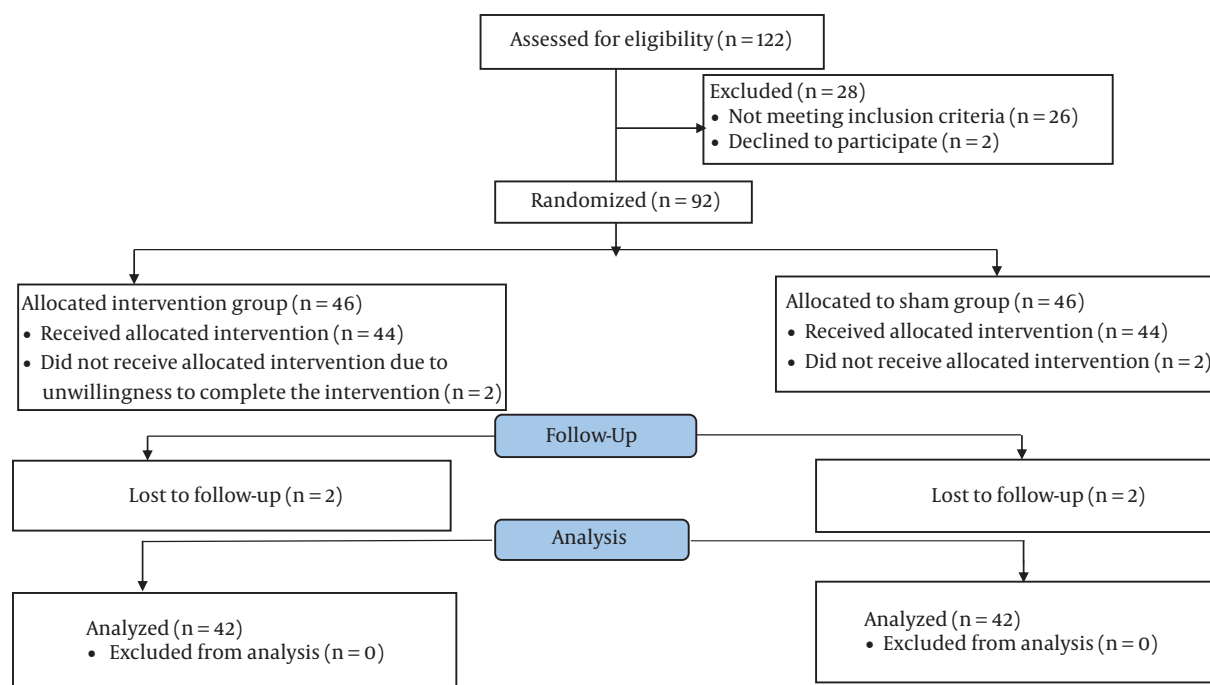 Assessed for eligibility (n = 122)
Excluded (n = 28)
• Not meeting inclusion criteria (n = 26)
• Declined to participate (n = 2)
Randomized (n = 92)
Allocated intervention group (n = 46)
• Received allocated intervention (n = 44)
• Did not receive allocated intervention due to
unwillingness to complete the intervention (n = 2)
Allocated to sham group (n = 46)
• Received allocated intervention (n = 44)
• Did not receive allocated intervention (n = 2)
Follow-Up
Lost to follow-up (n = 2)
Lost to follow-up (n = 2)
Analysis
Analyzed (n = 42)
• Excluded from analysis (n = 0)
Analyzed (n = 42)
• Excluded from analysis (n = 0)